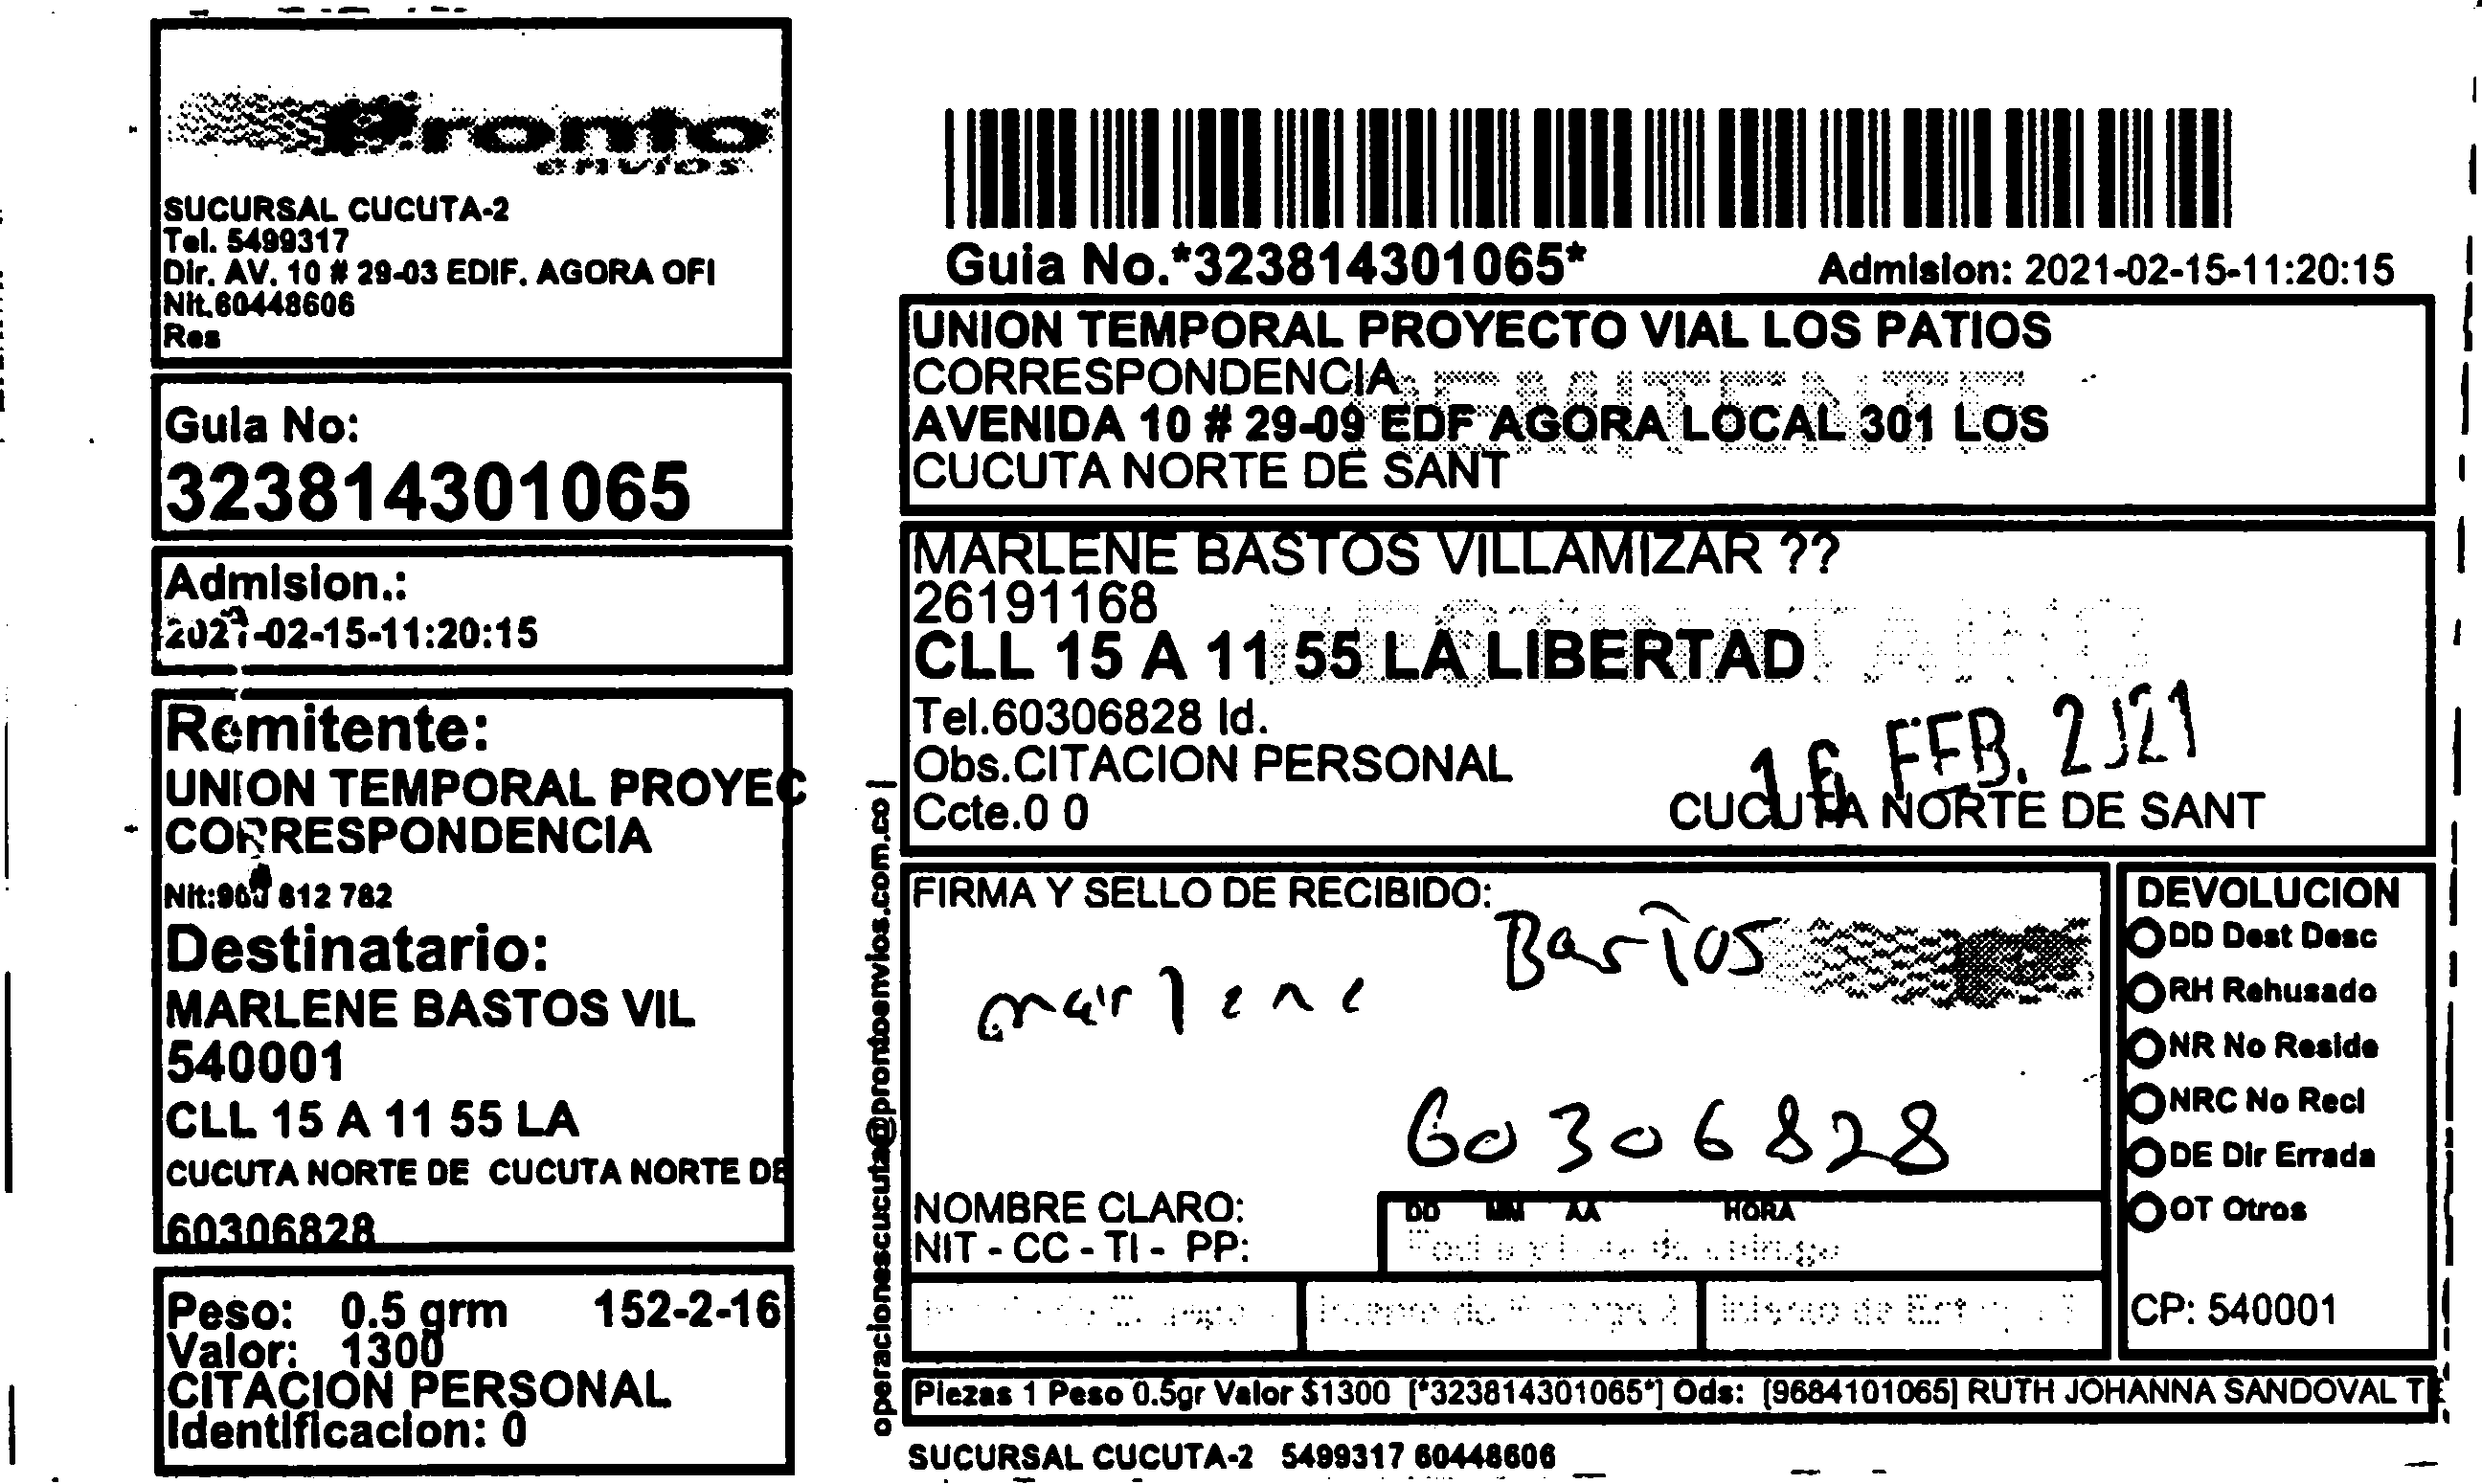 Pronto
envíos
SUCURSAL CUCUTA-2
Tel. 5499317
Dir. AV. 10 # 29-03 EDIF. AGORA OFI
Nit.60448606
Res
Guia No:
323814301065
Admision.:
2021-02-15-11:20:15
Remitente:
UNION TEMPORAL PROYEC
CORRESPONDENCIA
Nit: 812 782
Destinatario:
MARLENE BASTOS VIL
540001
CLL 15 A 11 55 LA
CUCUTA NORTE DE CUCUTA NORTE DE
60306828
Peso: 0.5 grm 152-2-16
Valor: 1300
CITACION PERSONAL
Identificacion: 0
operacionescucuta@prontoenvios.com.co |
Guia No.*323814301065*
Admision: 2021-02-15-11:20:15
UNION TEMPORAL PROYECTO VIAL LOS PATIOS
CORRESPONDENCIA
REMITENTE
AVENIDA 10 # 29-09 EDF AGORA LOCAL 301 LOS
CUCUTA NORTE DE SANT
MARLENE BASTOS VILLAMIZAR ??
26191168
DESTINATARIO
CLL 15 A 11 55 LA LIBERTAD
Tel.60306828 Id.
Obs.CITACION PERSONAL
16 FEB. 2021
Ccte.0 0
CUCUTA NORTE DE SANT
FIRMA Y SELLO DE RECIBIDO:
Marlene Bastos
60306828
NOMBRE CLARO:
NIT - CC - TI - PP:
DD MM AA HORA
DEVOLUCION
DD Dest Desc
RH Rehusado
NR No Reside
NRC No Recl
DE Dir Errada
OT Otros
CP: 540001
Piezas 1 Peso 0.5gr Valor $1300 [*323814301065*] Ods: [9684101065] RUTH JOHANNA SANDOVAL TE
SUCURSAL CUCUTA-2 5499317 60448606